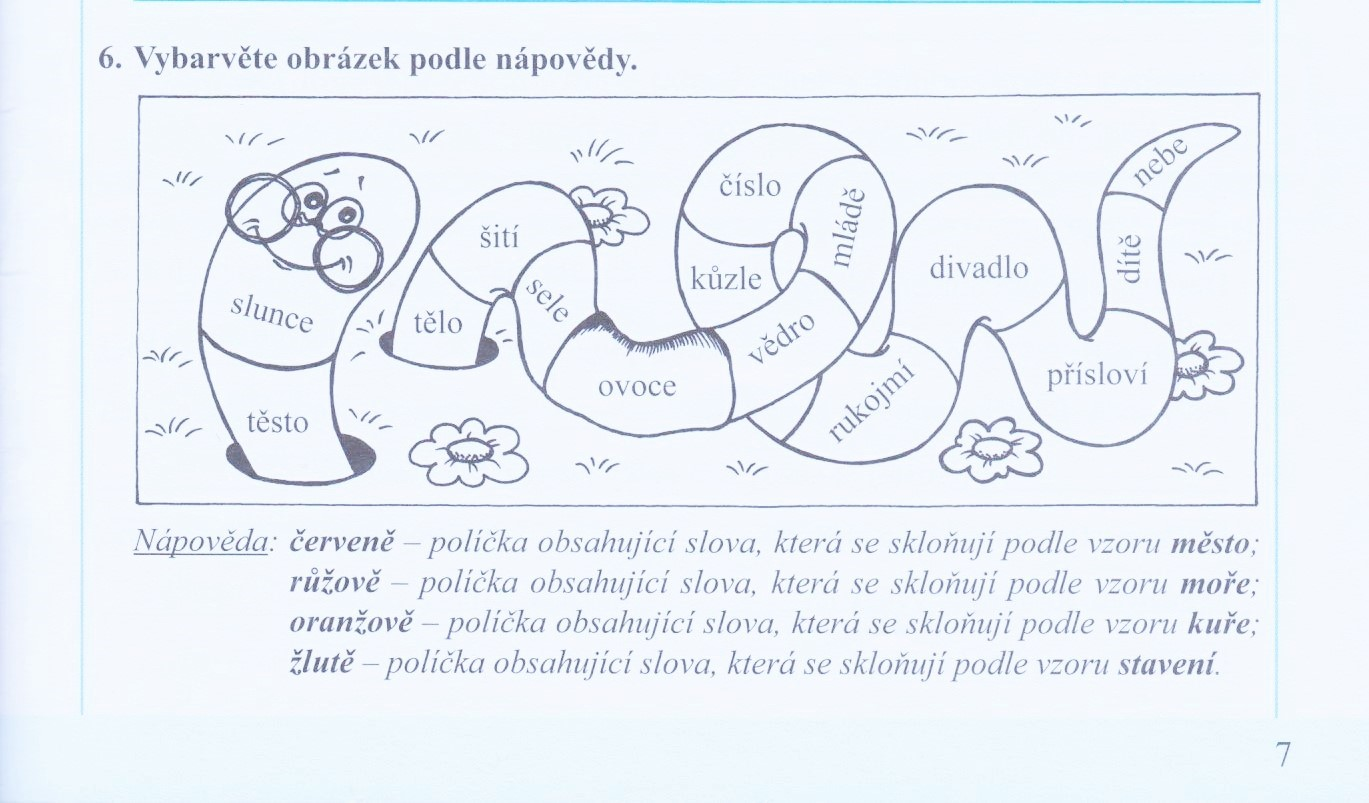 6. Vybarvěte obrázek podle nápovědy.
číslo
nebe
mládě
šití
dítě
divadlo
kůzle
sele
slunce
tělo
vědro
ovoce
přísloví
rukojmí
těsto
Nápověda: červeně – políčka obsahující slova, která se skloňují podle vzoru město;
růžově – políčka obsahující slova, která se skloňují podle vzoru moře;
oranžově – políčka obsahující slova, která se skloňují podle vzoru kuře;
žlutě – políčka obsahující slova, která se skloňují podle vzoru stavení.
7